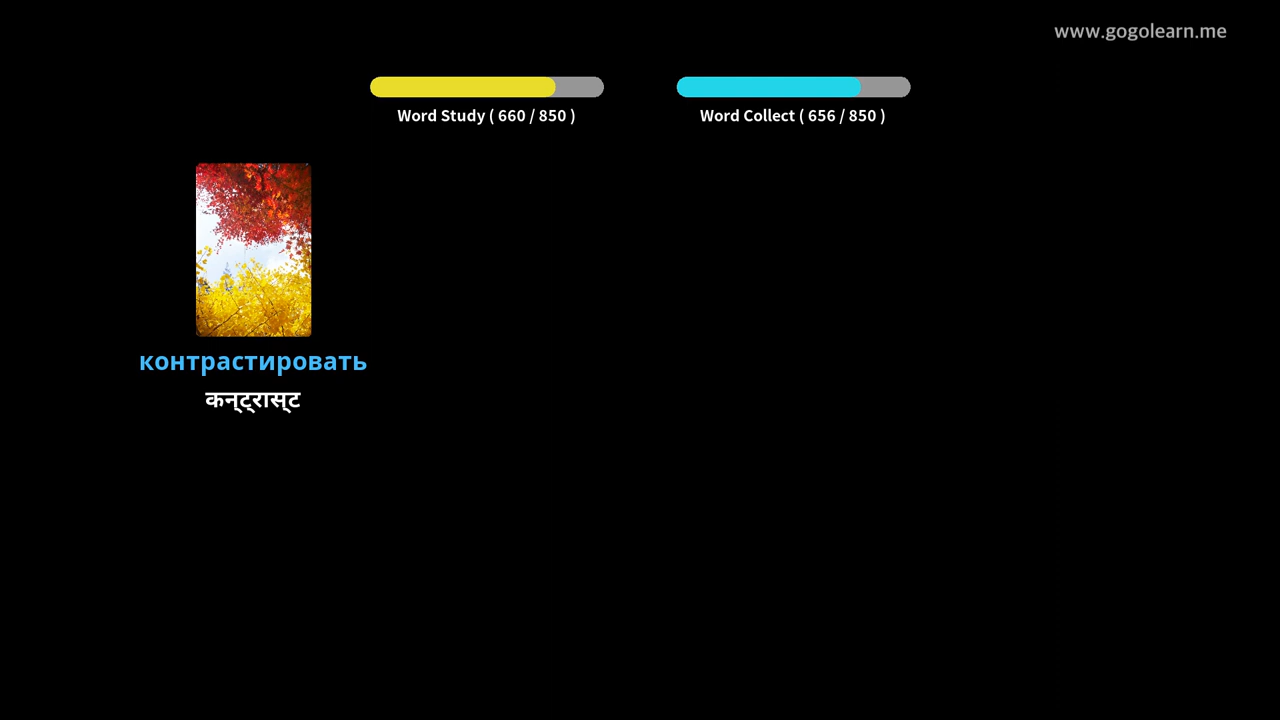 www.gogolearn.me
Word Study ( 660 / 850 )
Word Collect ( 656 / 850 )
контрастировать
कन्ट्रास्ट